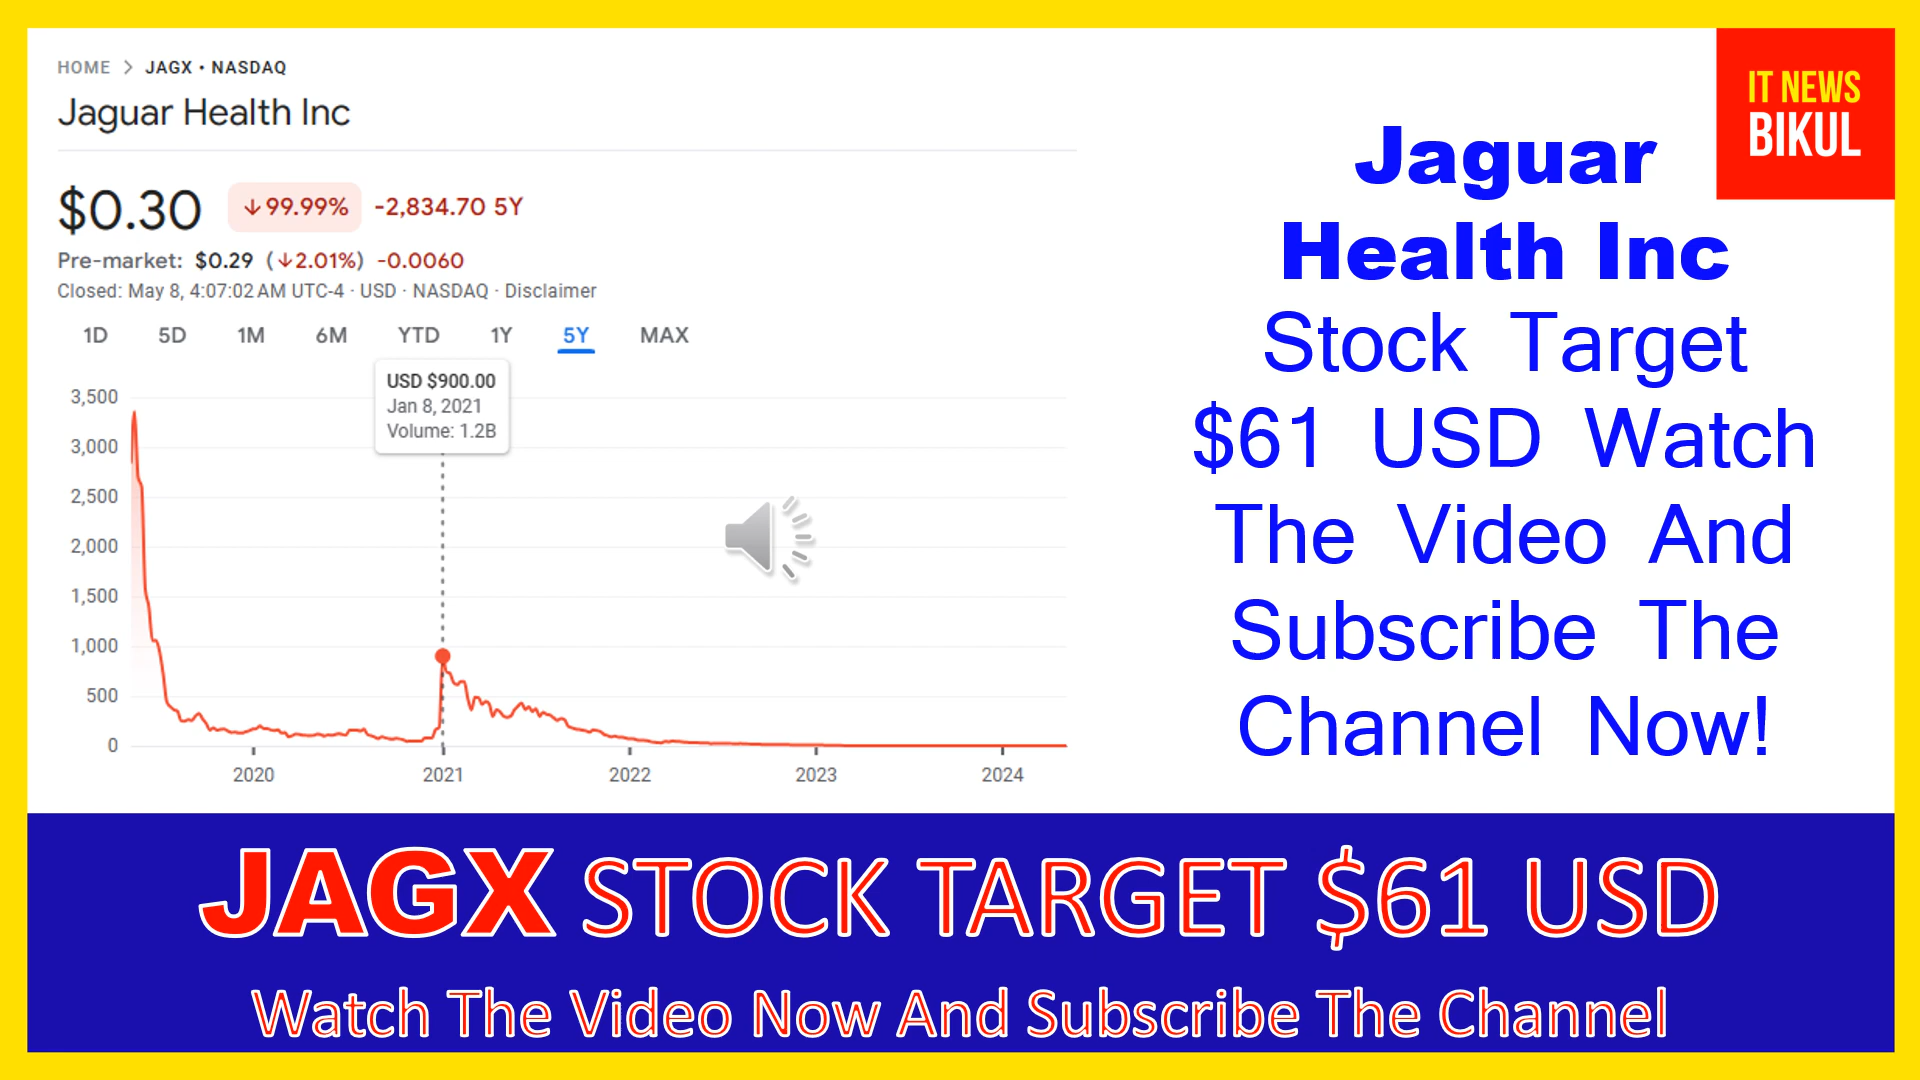 HOME > JAGX • NASDAQ
Jaguar Health Inc
$0.30 ↓99.99% -2,834.70 5Y
Pre-market: $0.29 (↓2.01%) -0.0060
Closed: May 8, 4:07:02 AM UTC-4 · USD · NASDAQ · Disclaimer
1D 5D 1M 6M YTD 1Y 5Y MAX
USD $900.00
Jan 8, 2021
Volume: 1.2B
3,500
3,000
2,500
2,000
1,500
1,000
500
0
2020 2021 2022 2023 2024
IT NEWS
BIKUL
Jaguar
Health Inc
Stock Target
$61 USD Watch
The Video And
Subscribe The
Channel Now!
JAGX STOCK TARGET $61 USD
Watch The Video Now And Subscribe The Channel